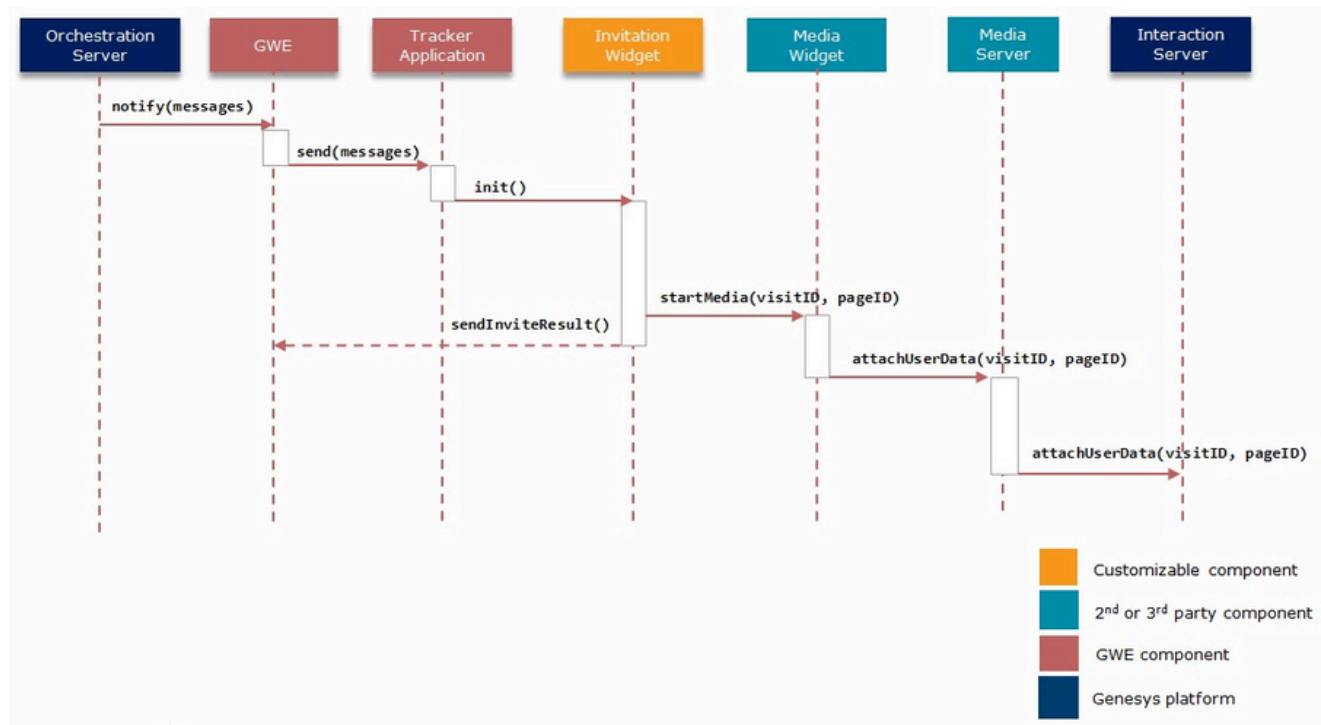 Orchestration
Server
GWE
Tracker
Application
Invitation
Widget
Media
Widget
Media
Server
Interaction
Server
notify(messages)
send(messages)
init()
startMedia(visitID, pageID)
sendInviteResult()
attachUserData(visitID, pageID)
attachUserData(visitID, pageID)
Customizable component
2nd or 3rd party component
GWE component
Genesys platform